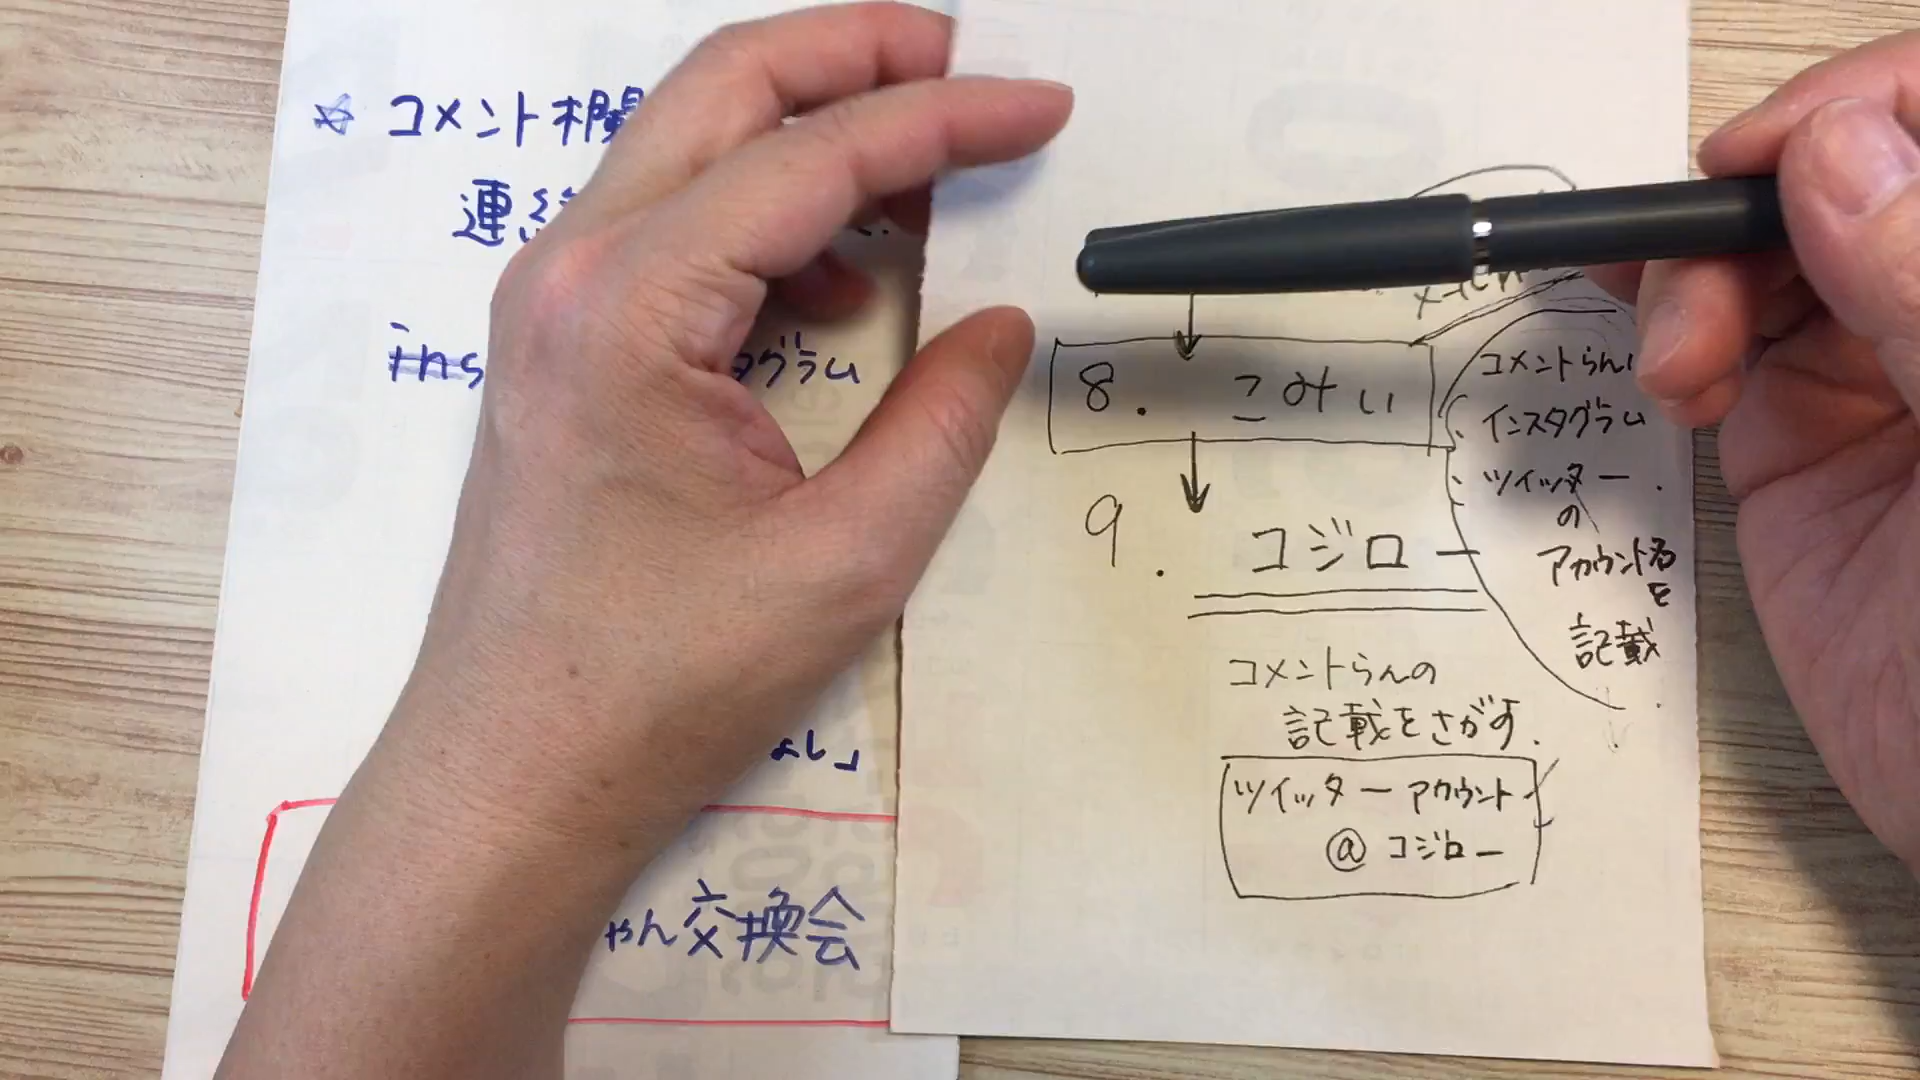 コメント欄
連絡
ins
タグラム
よし」
ゃん交換会
8. こみい
9. コジロー
コメントらんの
記載をさがす.
ツイッターアカウント
@コジロー
コメントらん
インスタグラム
ツイッター.
の
アカウント名
を
記載.